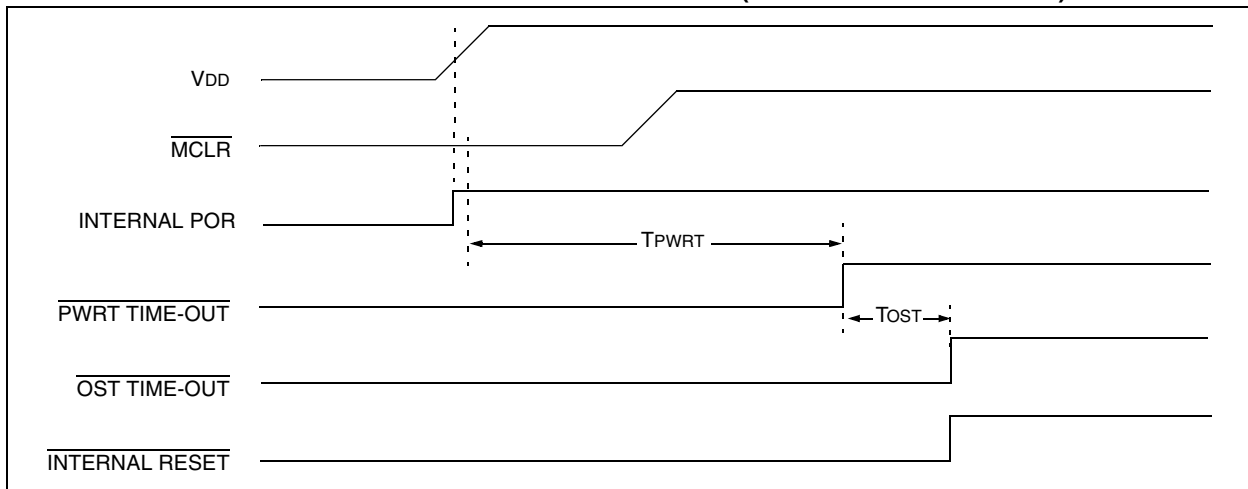 VDD
MCLR
INTERNAL POR
TPWRT
PWRT TIME-OUT
TOST
OST TIME-OUT
INTERNAL RESET